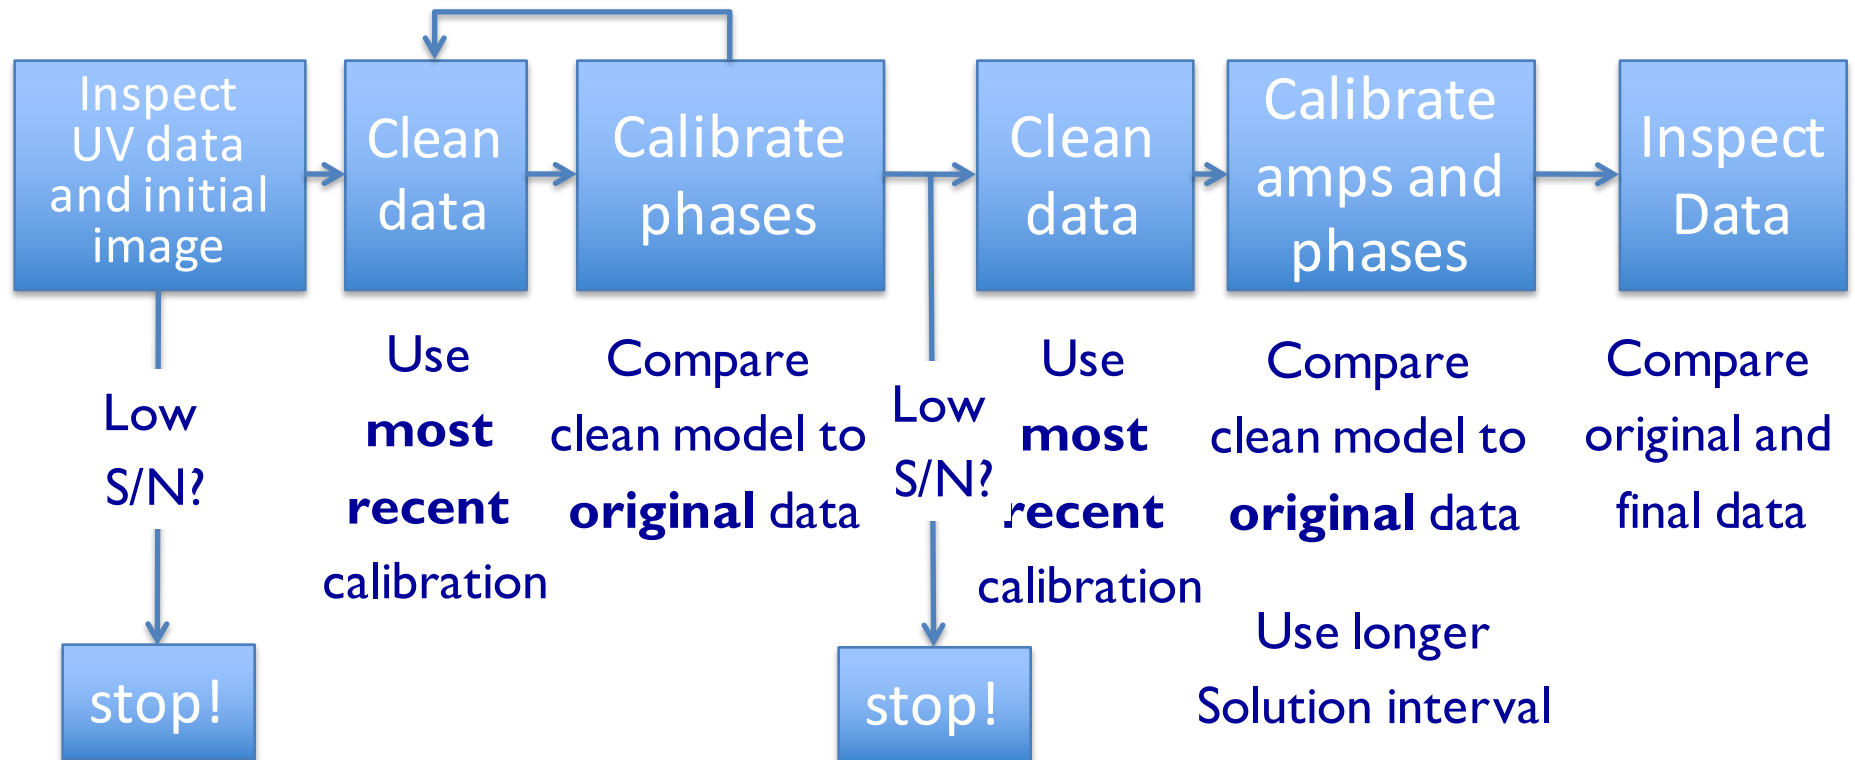 Inspect
UV data
and initial
image
Clean
data
Calibrate
phases
Clean
data
Calibrate
amps and
phases
Inspect
Data
Low
S/N?
stop!
Use
most
recent
calibration
Compare
clean model to
original data
Low
S/N?
stop!
Use
most
recent
calibration
Compare
clean model to
original data
Use longer
Solution interval
Compare
original and
final data